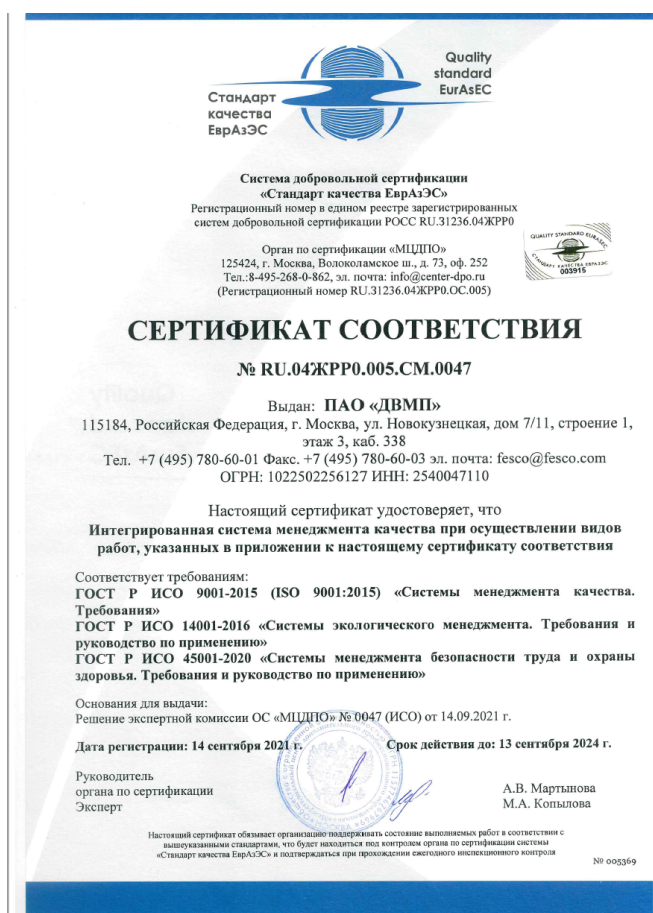 Стандарт
качества
ЕврАзЭС
Quality
standard
EurAsEC
Система добровольной сертификации
«Стандарт качества ЕврАзЭС»
Регистрационный номер в едином реестре зарегистрированных
систем добровольной сертификации РОСС RU.31236.04ЖРР0
Орган по сертификации «МЦДПО»
125424, г. Москва, Волоколамское ш., д. 73, оф. 252
Тел.:8-495-268-0-862, эл. почта: info@center-dpo.ru
(Регистрационный номер RU.31236.04ЖРР0.ОС.005)
QUALITY STANDARD EURASEC
СТАНДАРТ КАЧЕСТВА ЕВРАЗЭС
003915
СЕРТИФИКАТ СООТВЕТСТВИЯ
№ RU.04ЖРР0.005.СМ.0047
Выдан: ПАО «ДВМП»
115184, Российская Федерация, г. Москва, ул. Новокузнецкая, дом 7/11, строение 1,
этаж 3, каб. 338
Тел. +7 (495) 780-60-01 Факс. +7 (495) 780-60-03 эл. почта: fesco@fesco.com
ОГРН: 1022502256127 ИНН: 2540047110
Настоящий сертификат удостоверяет, что
Интегрированная система менеджмента качества при осуществлении видов
работ, указанных в приложении к настоящему сертификату соответствия
Соответствует требованиям:
ГОСТ Р ИСО 9001-2015 (ISO 9001:2015) «Системы менеджмента качества.
Требования»
ГОСТ Р ИСО 14001-2016 «Системы экологического менеджмента. Требования и
руководство по применению»
ГОСТ Р ИСО 45001-2020 «Системы менеджмента безопасности труда и охраны
здоровья. Требования и руководство по применению»
Основания для выдачи:
Решение экспертной комиссии ОС «МЦДПО» № 0047 (ИСО) от 14.09.2021 г.
Дата регистрации: 14 сентября 2021 г.
Срок действия до: 13 сентября 2024 г.
Руководитель
органа по сертификации
А.В. Мартынова
Эксперт
М.А. Копылова
Настоящий сертификат обязывает организацию поддерживать состояние выполняемых работ в соответствии с
вышеуказанными стандартами, что будет находиться под контролем органа по сертификации системы
«Стандарт качества ЕврАзЭС» и подтверждаться при прохождении ежегодного инспекционного контроля
№ 005369